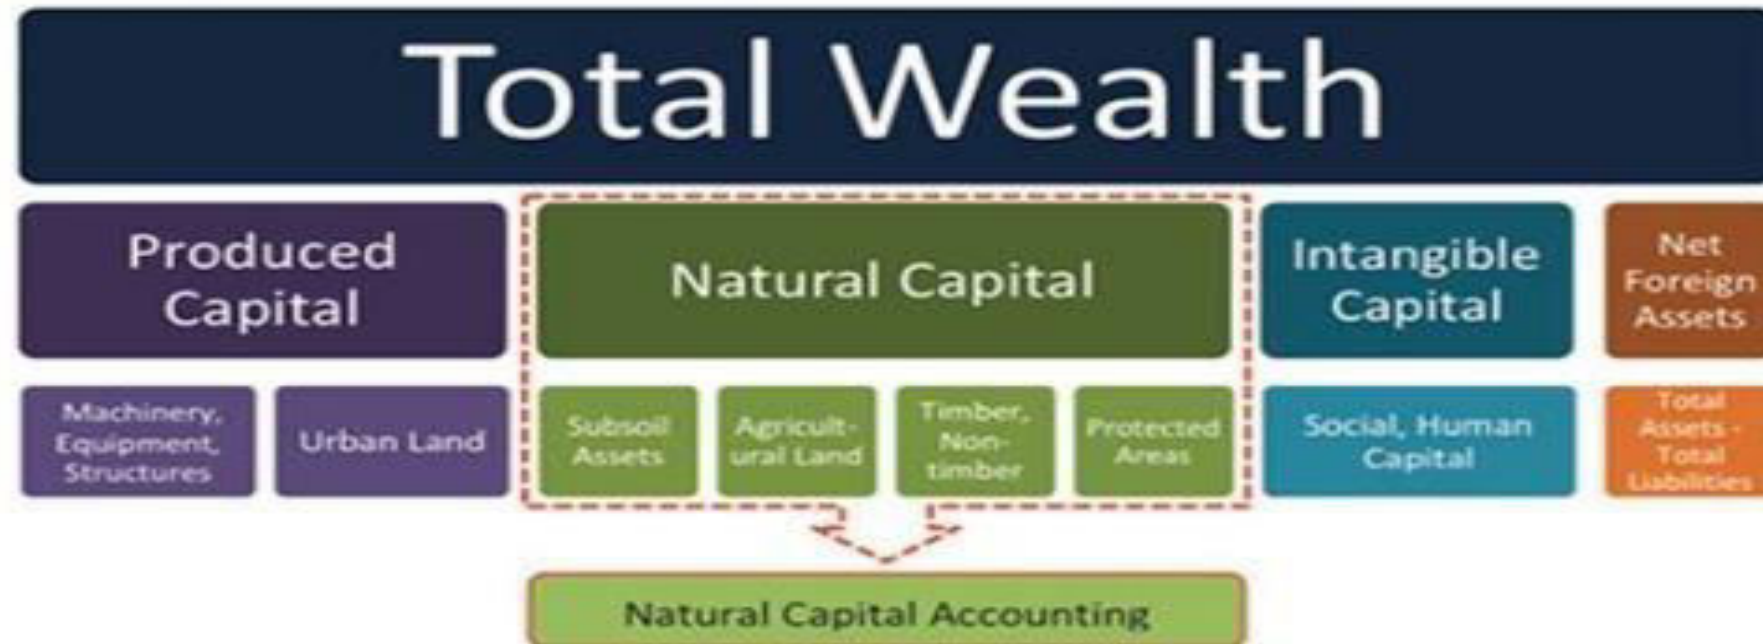 Total Wealth
Produced
Capital
Natural Capital
Intangible
Capital
Net
Foreign
Assets
Machinery,
Equipment,
Structures
Urban Land
Subsoil
Assets
Agricult-
ural Land
Timber,
Non-
timber
Protected
Areas
Social, Human
Capital
Total
Assets -
Total
Liabilities
Natural Capital Accounting